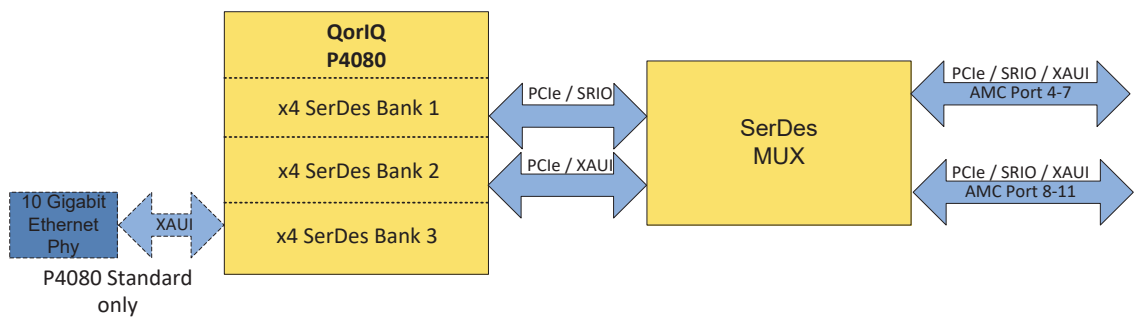 QorIQ
P4080
x4 SerDes Bank 1
x4 SerDes Bank 2
x4 SerDes Bank 3
10 Gigabit
Ethernet
Phy
XAUI
P4080 Standard
only
PCIe / SRIO
PCIe / XAUI
SerDes
MUX
PCIe / SRIO / XAUI
AMC Port 4-7
PCIe / SRIO / XAUI
AMC Port 8-11